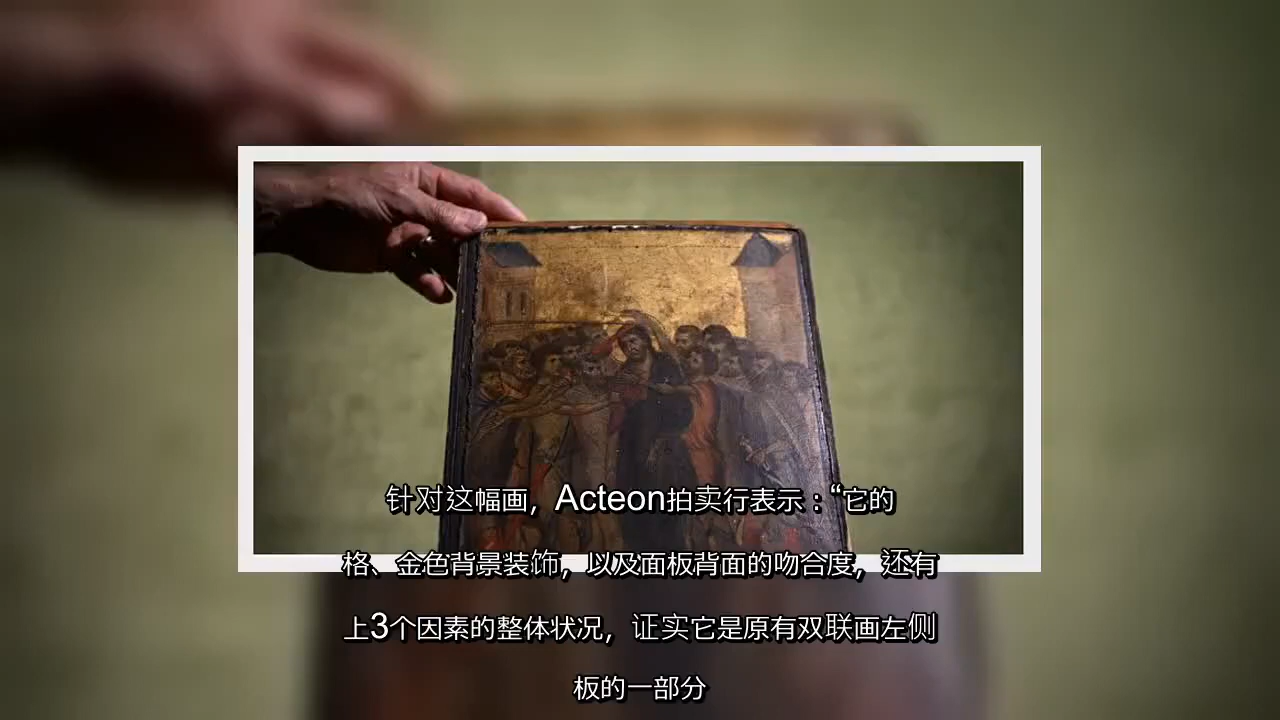 针对这幅画，Acteon拍卖行表示：“它的
格、金色背景装饰，以及面板背面的吻合度，还有
上3个因素的整体状况，证实它是原有双联画左侧
板的一部分